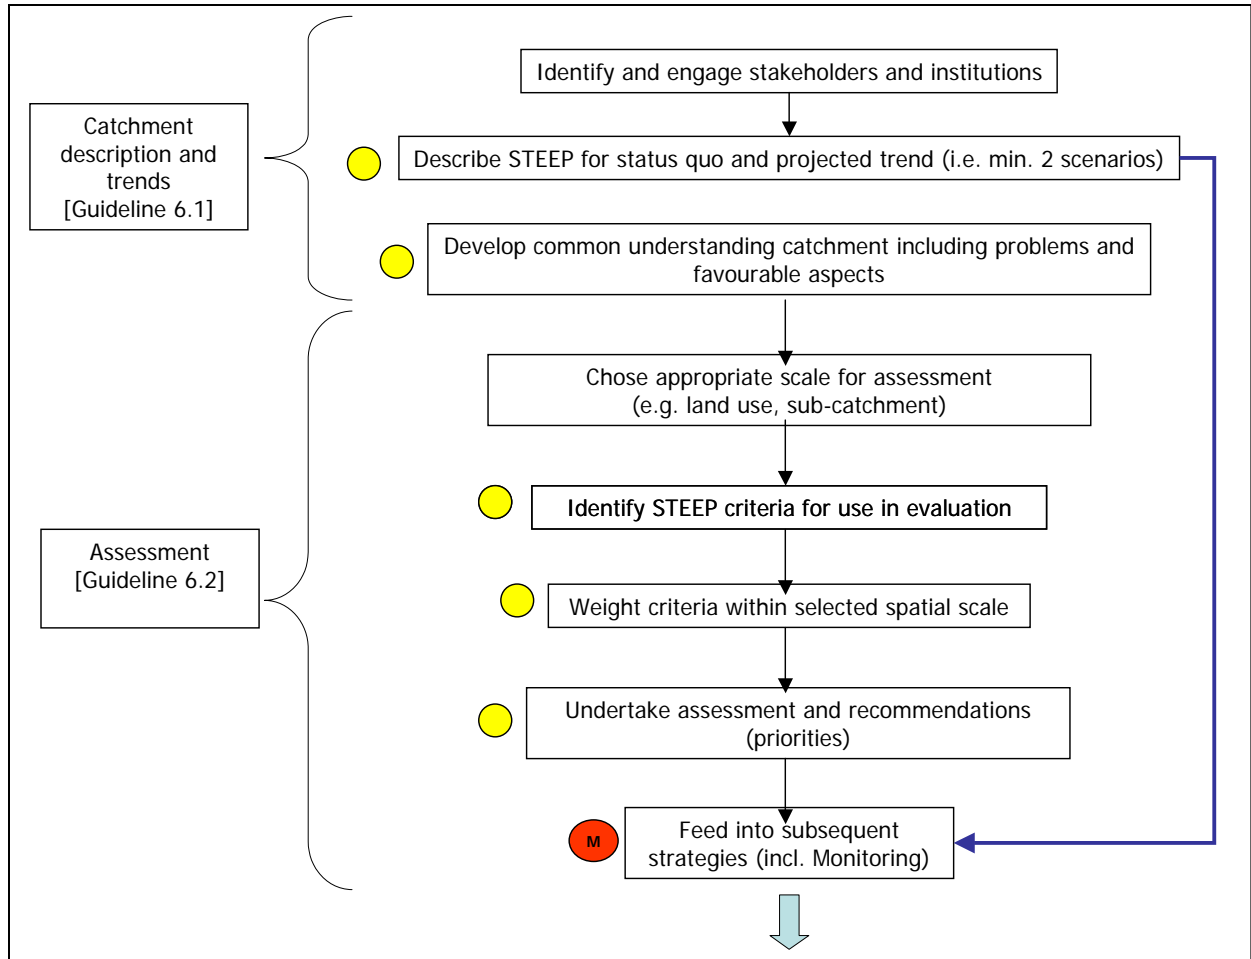 Identify and engage stakeholders and institutions
Catchment
description and
trends
[Guideline 6.1]
Describe STEEP for status quo and projected trend (i.e. min. 2 scenarios)
Develop common understanding catchment including problems and
favourable aspects
Chose appropriate scale for assessment
(e.g. land use, sub-catchment)
Identify STEEP criteria for use in evaluation
Assessment
[Guideline 6.2]
Weight criteria within selected spatial scale
Undertake assessment and recommendations
(priorities)
M
Feed into subsequent
strategies (incl. Monitoring)